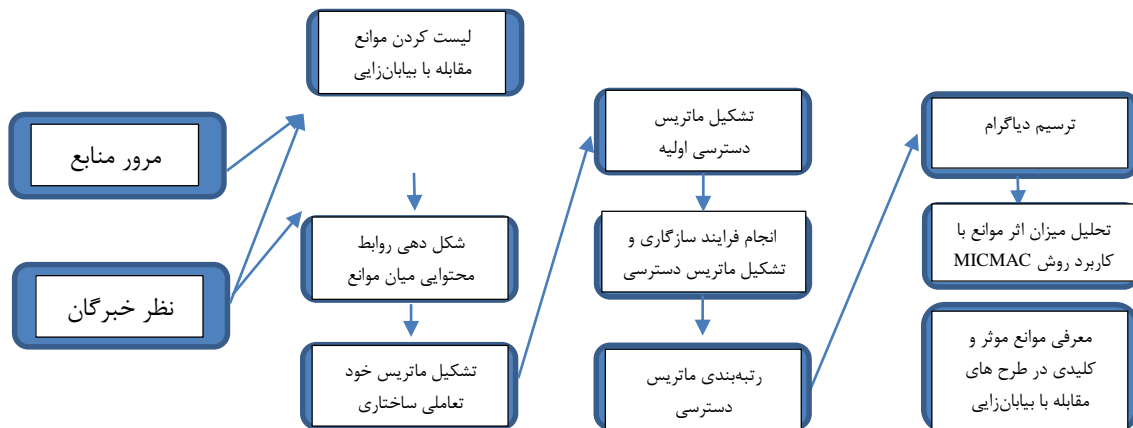 مرور منابع
نظر خبرگان
لیست کردن موانع
مقابله با بیابان‌زایی
شکل دهی روابط
محتوایی میان موانع
تشکیل ماتریس خود
تعاملی ساختاری
تشکیل ماتریس
دسترسی اولیه
انجام فرایند سازگاری و
تشکیل ماتریس دسترسی
رتبه‌بندی ماتریس
دسترسی
ترسیم دیاگرام
تحلیل میزان اثر موانع با
کاربرد روش MICMAC
معرفی موانع موثر و
کلیدی در طرح های
مقابله با بیابان‌زایی